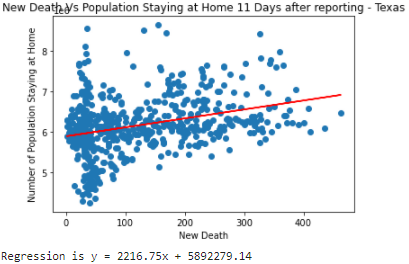 New Death Vs Population Staying at Home 11 Days after reporting - Texas
1e6
Number of Population Staying at Home
8
7
6
5
0
100
200
300
400
New Death
Regression is y = 2216.75x + 5892279.14